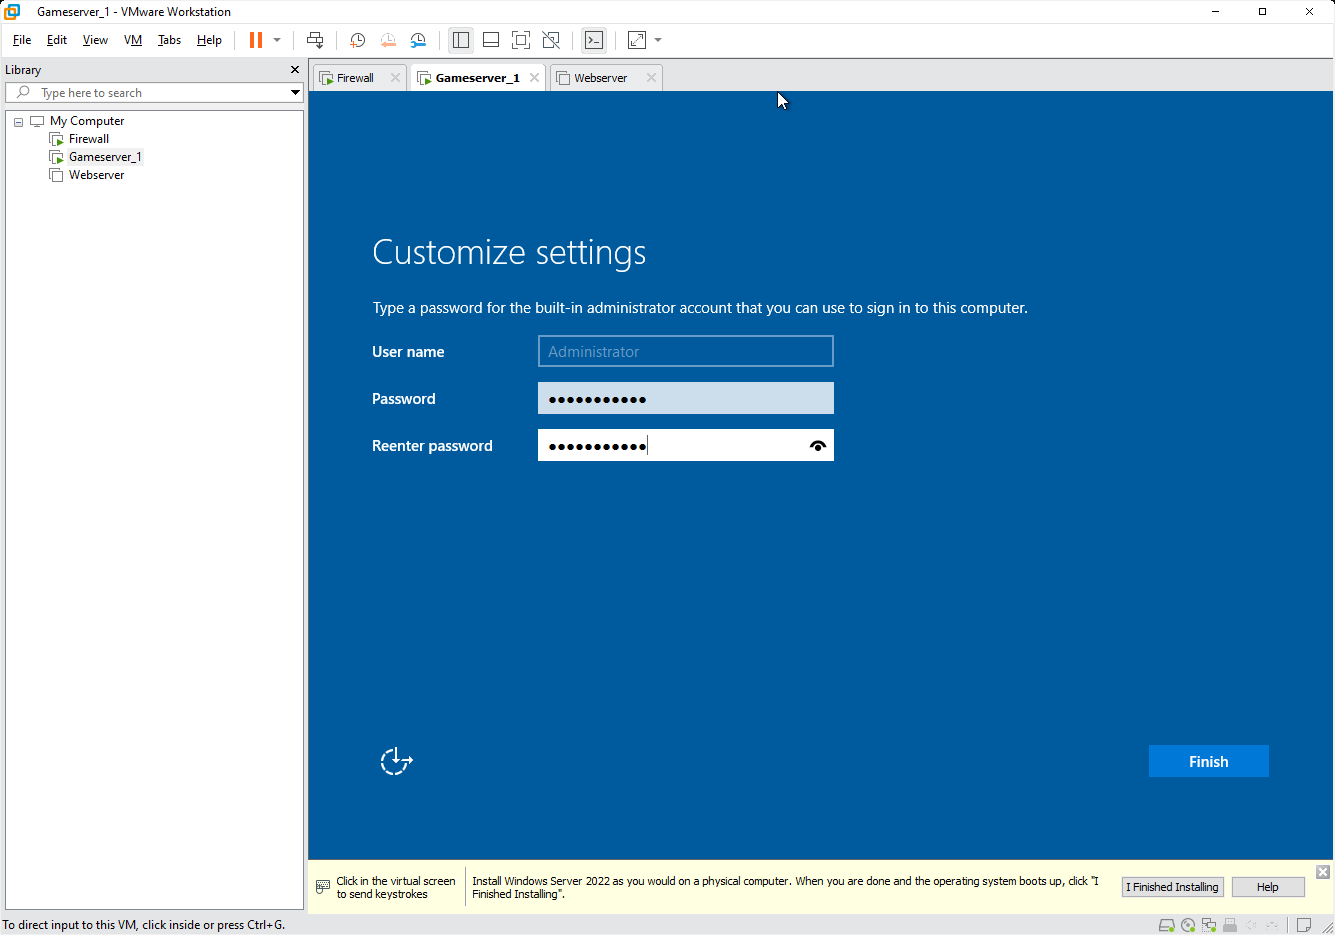 Gameserver_1 - VMware Workstation
File Edit View VM Tabs Help
Library
Type here to search
My Computer
Firewall
Gameserver_1
Webserver
Firewall Gameserver_1 Webserver
Customize settings
Type a password for the built-in administrator account that you can use to sign in to this computer.
User name Administrator
Password ●●●●●●●●●●●
Reenter password ●●●●●●●●●●●
Finish
Click in the virtual screen
to send keystrokes
Install Windows Server 2022 as you would on a physical computer. When you are done and the operating system boots up, click "I
Finished Installing".
I Finished Installing Help
To direct input to this VM, click inside or press Ctrl+G.